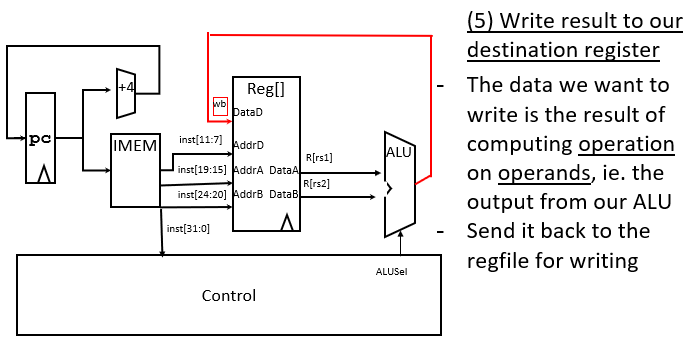 (5) Write result to our
destination register
- The data we want to
write is the result of
computing operation
on operands, ie. the
output from our ALU
- Send it back to the
regfile for writing
+4
pc
IMEM
Reg[]
wb
DataD
inst[11:7]
AddrD
inst[19:15]
AddrA DataA
inst[24:20]
AddrB DataB
R[rs1]
R[rs2]
ALU
inst[31:0]
ALUSel
Control